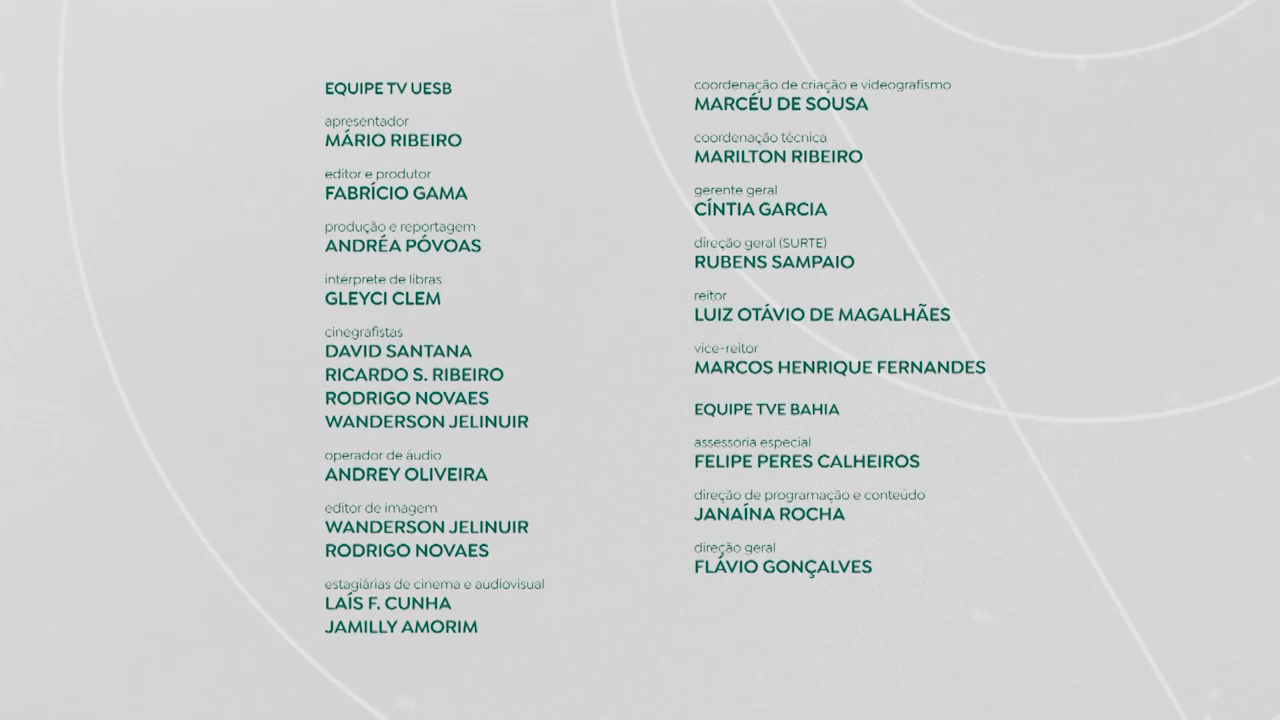 EQUIPE TV UESB
apresentador
MÁRIO RIBEIRO
editor e produtor
FABRÍCIO GAMA
produção e reportagem
ANDRÉA PÓVOAS
intérprete de libras
GLEYCI CLEM
cinegrafistas
DAVID SANTANA
RICARDO S. RIBEIRO
RODRIGO NOVAES
WANDERSON JELINUIR
operador de áudio
ANDREY OLIVEIRA
editor de imagem
WANDERSON JELINUIR
RODRIGO NOVAES
estagiárias de cinema e audiovisual
LAÍS F. CUNHA
JAMILLY AMORIM
coordenação de criação e videografismo
MARCÉU DE SOUSA
coordenação técnica
MARILTON RIBEIRO
gerente geral
CÍNTIA GARCIA
direção geral (SURTE)
RUBENS SAMPAIO
reitor
LUIZ OTÁVIO DE MAGALHÃES
vice-reitor
MARCOS HENRIQUE FERNANDES
EQUIPE TVE BAHIA
assessoria especial
FELIPE PERES CALHEIROS
direção de programação e conteúdo
JANAÍNA ROCHA
direção geral
FLÁVIO GONÇALVES